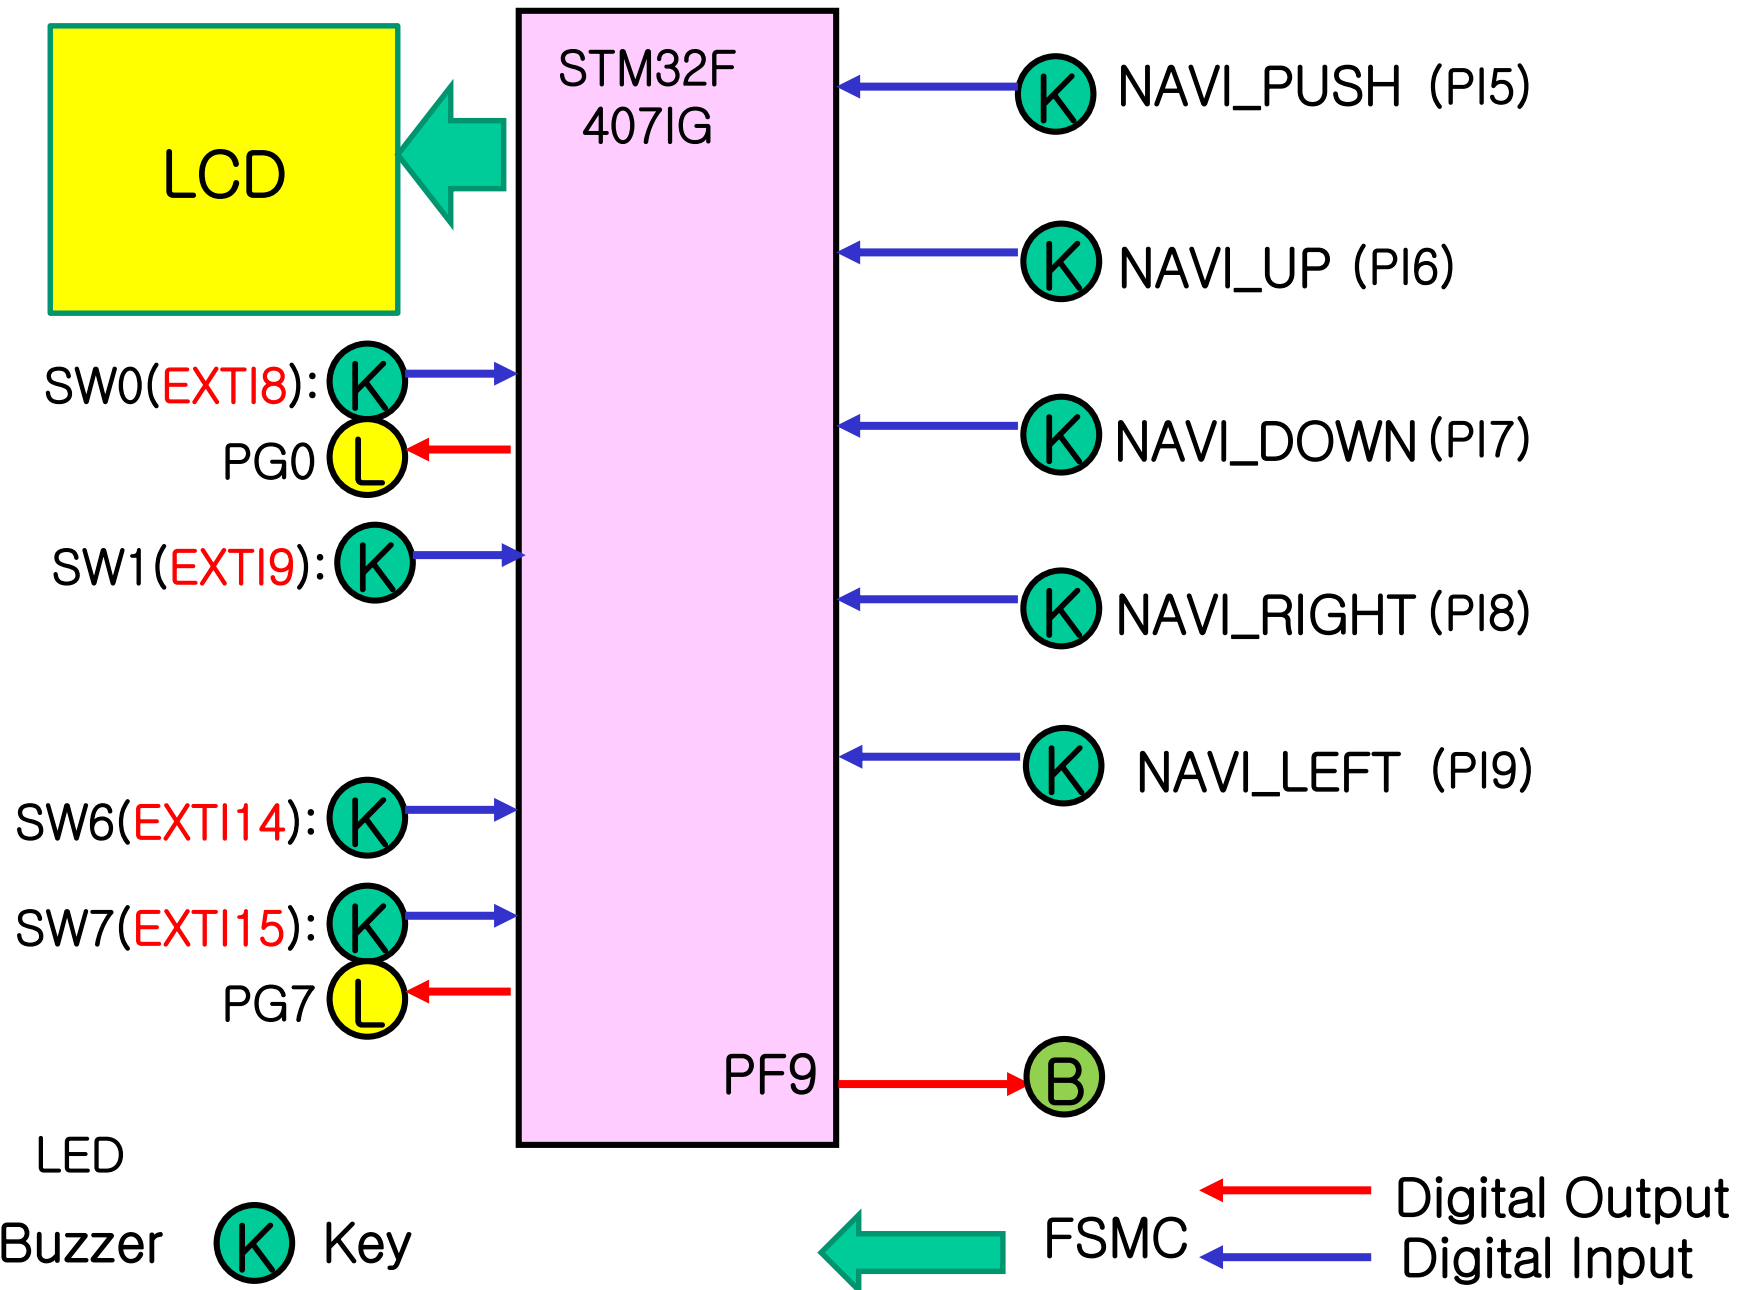 STM32F
407IG
LCD
K NAVI_PUSH (PI5)
K NAVI_UP (PI6)
SW0(EXTI8): K
PG0 L
K NAVI_DOWN (PI7)
SW1(EXTI9): K
K NAVI_RIGHT (PI8)
K NAVI_LEFT (PI9)
SW6(EXTI14): K
SW7(EXTI15): K
PG7 L
PF9 B
LED
Buzzer K Key
FSMC
Digital Output
Digital Input